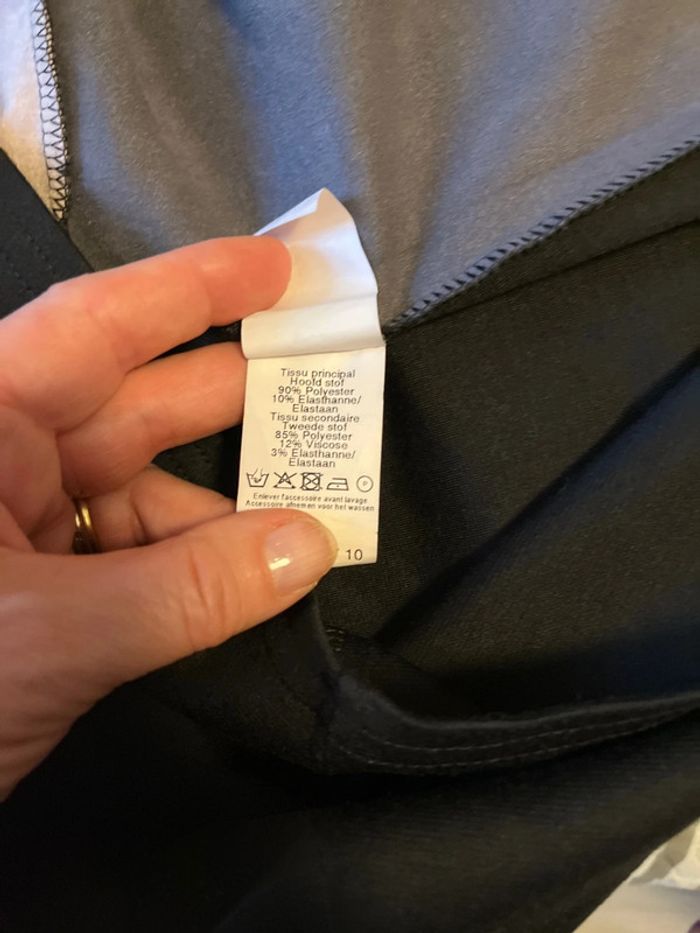 Tissu principal
Hoofd stof
90% Polyester
10% Elasthanne/
Elastaan
Tissu secondaire
Tweede stof
85% Polyester
12% Viscose
3% Elasthanne/
Elastaan
P
Enlever l'accessoire avant lavage
Accessoire afnemen voor het wassen
10